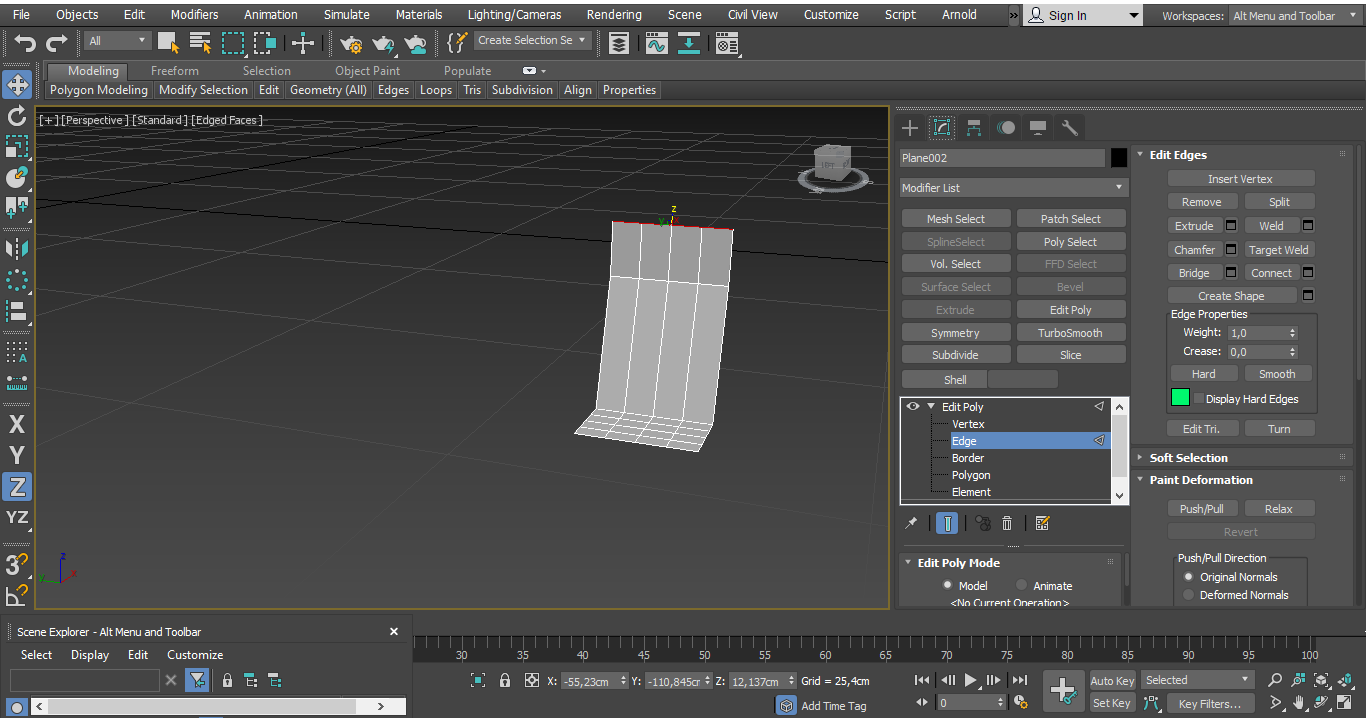 File Objects Edit Modifiers Animation Simulate Materials Lighting/Cameras Rendering Scene Civil View Customize Script Arnold » Sign In Workspaces: Alt Menu and Toolbar
All Create Selection Se
Modeling Freeform Selection Object Paint Populate
Polygon Modeling Modify Selection Edit Geometry (All) Edges Loops Tris Subdivision Align Properties
[+] [Perspective] [Standard] [Edged Faces]
LEFT
z
y
Plane002
Modifier List
Mesh Select Patch Select
SplineSelect Poly Select
Vol. Select FFD Select
Surface Select Bevel
Extrude Edit Poly
Symmetry TurboSmooth
Subdivide Slice
Shell
Edit Poly
Vertex
Edge
Border
Polygon
Element
Edit Poly Mode
Model Animate
<No Current Operation>
Edit Edges
Insert Vertex
Remove Split
Extrude Weld
Chamfer Target Weld
Bridge Connect
Create Shape
Edge Properties
Weight: 1,0
Crease: 0,0
Hard Smooth
Display Hard Edges
Edit Tri. Turn
Soft Selection
Paint Deformation
Push/Pull Relax
Revert
Push/Pull Direction
Original Normals
Deformed Normals
A
X
Y
Z
YZ
3
z
y x
Scene Explorer - Alt Menu and Toolbar
Select Display Edit Customize
30 35 40 45 50 55 60 65 70 75 80 85 90 95 100
X: -55,23cm Y: -110,845cr Z: 12,137cm Grid = 25,4cm
Add Time Tag
0
Auto Key Selected
Set Key Key Filters...